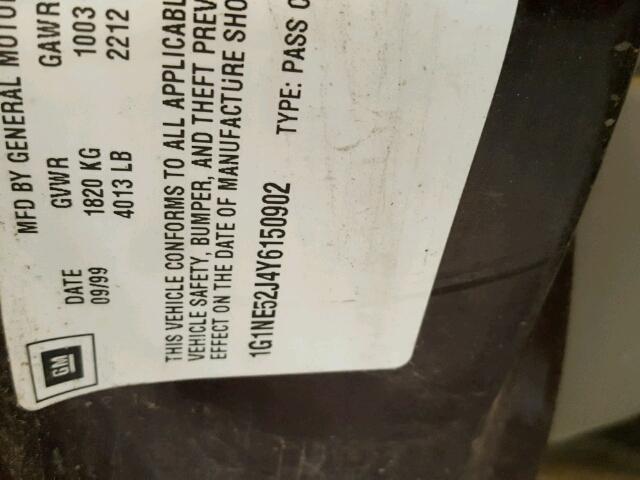 MFD BY GENERAL MOTOR
DATE GVWR GAWR
09/99 1820 KG 1003
4013 LB 2212
THIS VEHICLE CONFORMS TO ALL APPLICABL
VEHICLE SAFETY, BUMPER, AND THEFT PREV
EFFECT ON THE DATE OF MANUFACTURE SHO
1G1NE52J4Y6150902 TYPE: PASS C
GM